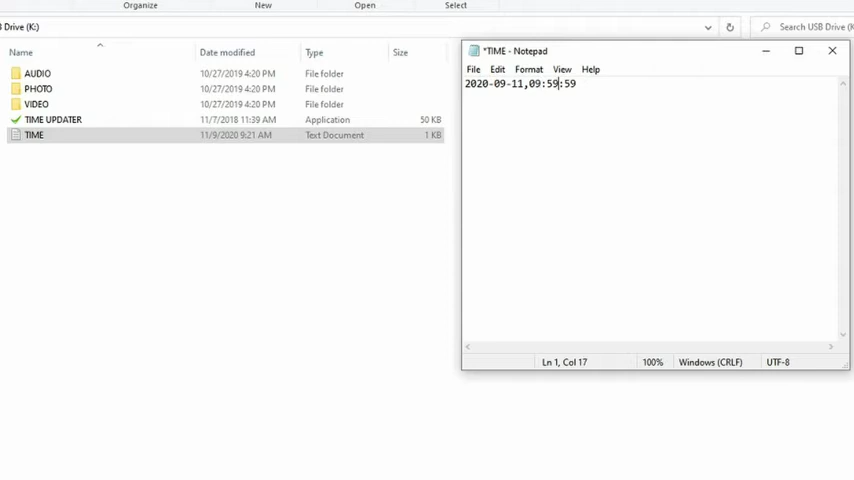 Organize New Open Select
Drive (K:)
Search USB Drive (K
Name Date modified Type Size
AUDIO 10/27/2019 4:20 PM File folder
PHOTO 10/27/2019 4:20 PM File folder
VIDEO 10/27/2019 4:20 PM File folder
TIME UPDATER 11/7/2018 11:39 AM Application 50 KB
TIME 11/9/2020 9:21 AM Text Document 1 KB
*TIME - Notepad
File Edit Format View Help
2020-09-11,09:59:59
Ln 1, Col 17 100% Windows (CRLF) UTF-8